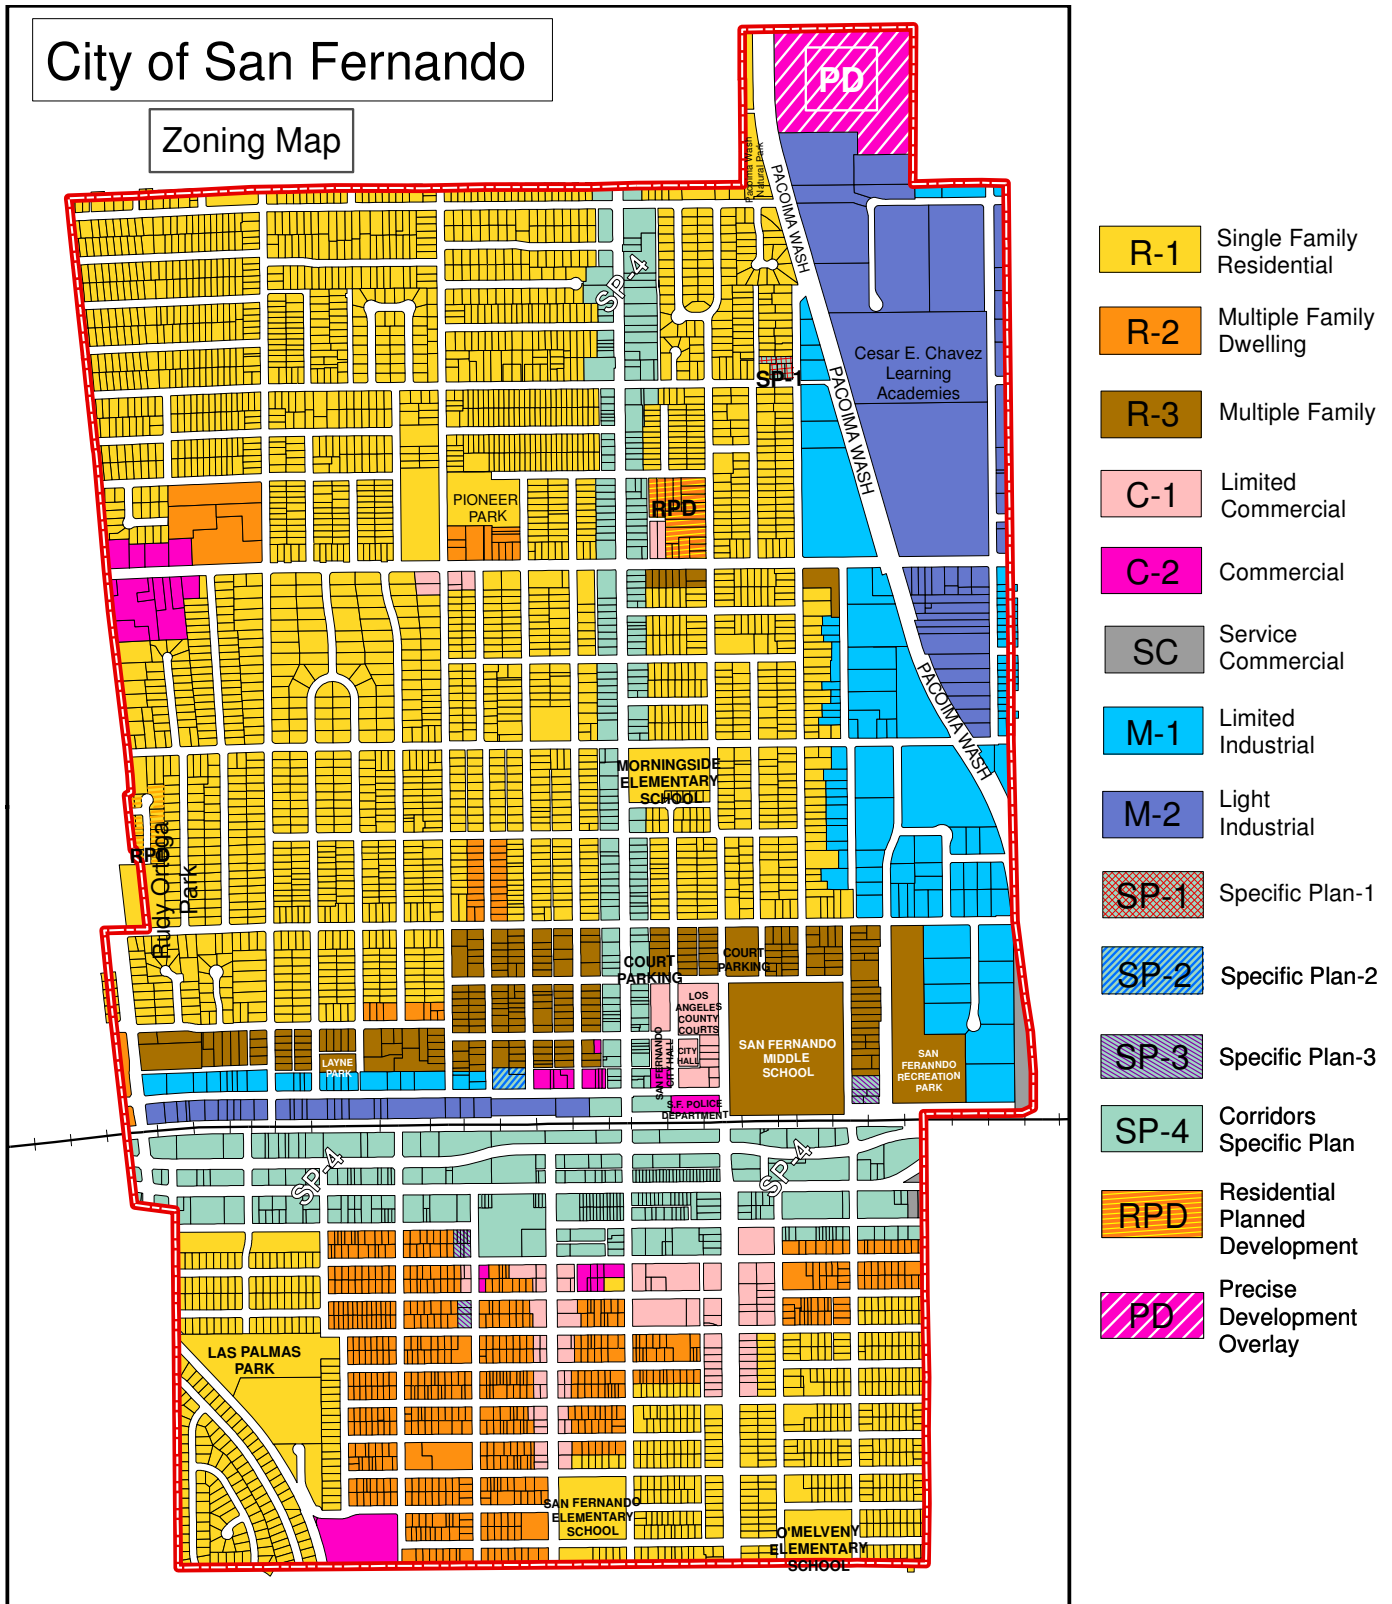 City of San Fernando
Zoning Map
PD
Pacoima Wash
Natural Park
PACOIMA WASH
SP-4
SP-1
Cesar E. Chavez
Learning
Academies
PACOIMA WASH
PIONEER
PARK
RPD
PACOIMA WASH
MORNINGSIDE
ELEMENTARY
SCHOOL
RPD
Rudy Ortega
Park
COURT
PARKING
COURT
PARKING
LOS
ANGELES
COUNTY
COURTS
CITY
HALL
SAN FERNANDO
CITY HALL
SAN FERNANDO
MIDDLE
SCHOOL
SAN
FERANNDO
RECREATION
PARK
LAYNE
PARK
S.F. POLICE
DEPARTMENT
SP-4
SP-4
LAS PALMAS
PARK
SAN FERNANDO
ELEMENTARY
SCHOOL
O'MELVENY
ELEMENTARY
SCHOOL
R-1
Single Family
Residential
R-2
Multiple Family
Dwelling
R-3
Multiple Family
C-1
Limited
Commercial
C-2
Commercial
SC
Service
Commercial
M-1
Limited
Industrial
M-2
Light
Industrial
SP-1
Specific Plan-1
SP-2
Specific Plan-2
SP-3
Specific Plan-3
SP-4
Corridors
Specific Plan
RPD
Residential
Planned
Development
PD
Precise
Development
Overlay